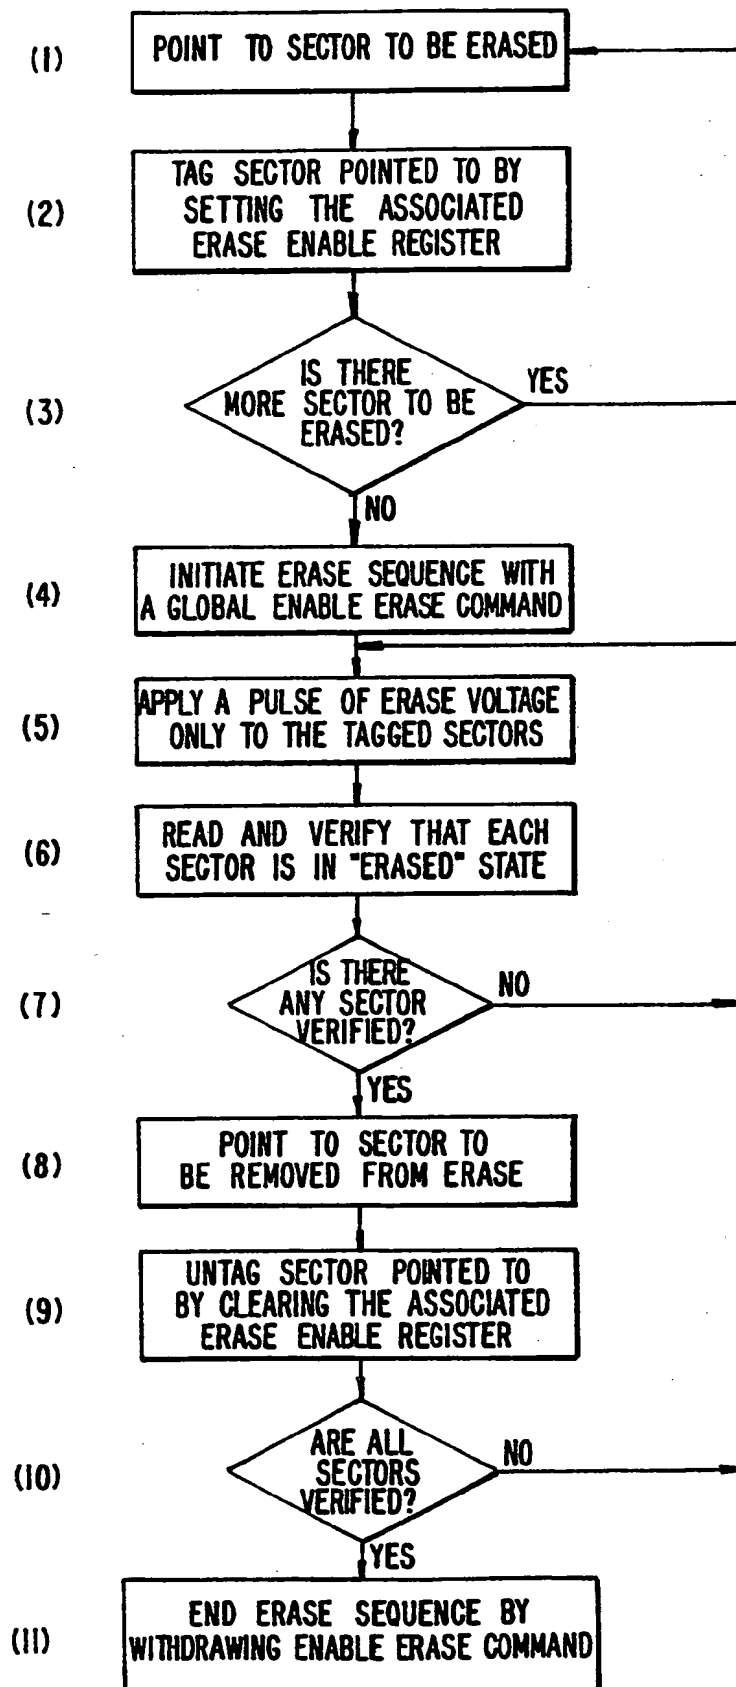 (1)
POINT TO SECTOR TO BE ERASED
(2)
TAG SECTOR POINTED TO BY
SETTING THE ASSOCIATED
ERASE ENABLE REGISTER
(3)
IS THERE
MORE SECTOR TO BE
ERASED?
YES
NO
(4)
INITIATE ERASE SEQUENCE WITH
A GLOBAL ENABLE ERASE COMMAND
(5)
APPLY A PULSE OF ERASE VOLTAGE
ONLY TO THE TAGGED SECTORS
(6)
READ AND VERIFY THAT EACH
SECTOR IS IN "ERASED" STATE
(7)
IS THERE
ANY SECTOR
VERIFIED?
NO
YES
(8)
POINT TO SECTOR TO
BE REMOVED FROM ERASE
(9)
UNTAG SECTOR POINTED TO
BY CLEARING THE ASSOCIATED
ERASE ENABLE REGISTER
(10)
ARE ALL
SECTORS
VERIFIED?
NO
YES
(11)
END ERASE SEQUENCE BY
WITHDRAWING ENABLE ERASE COMMAND